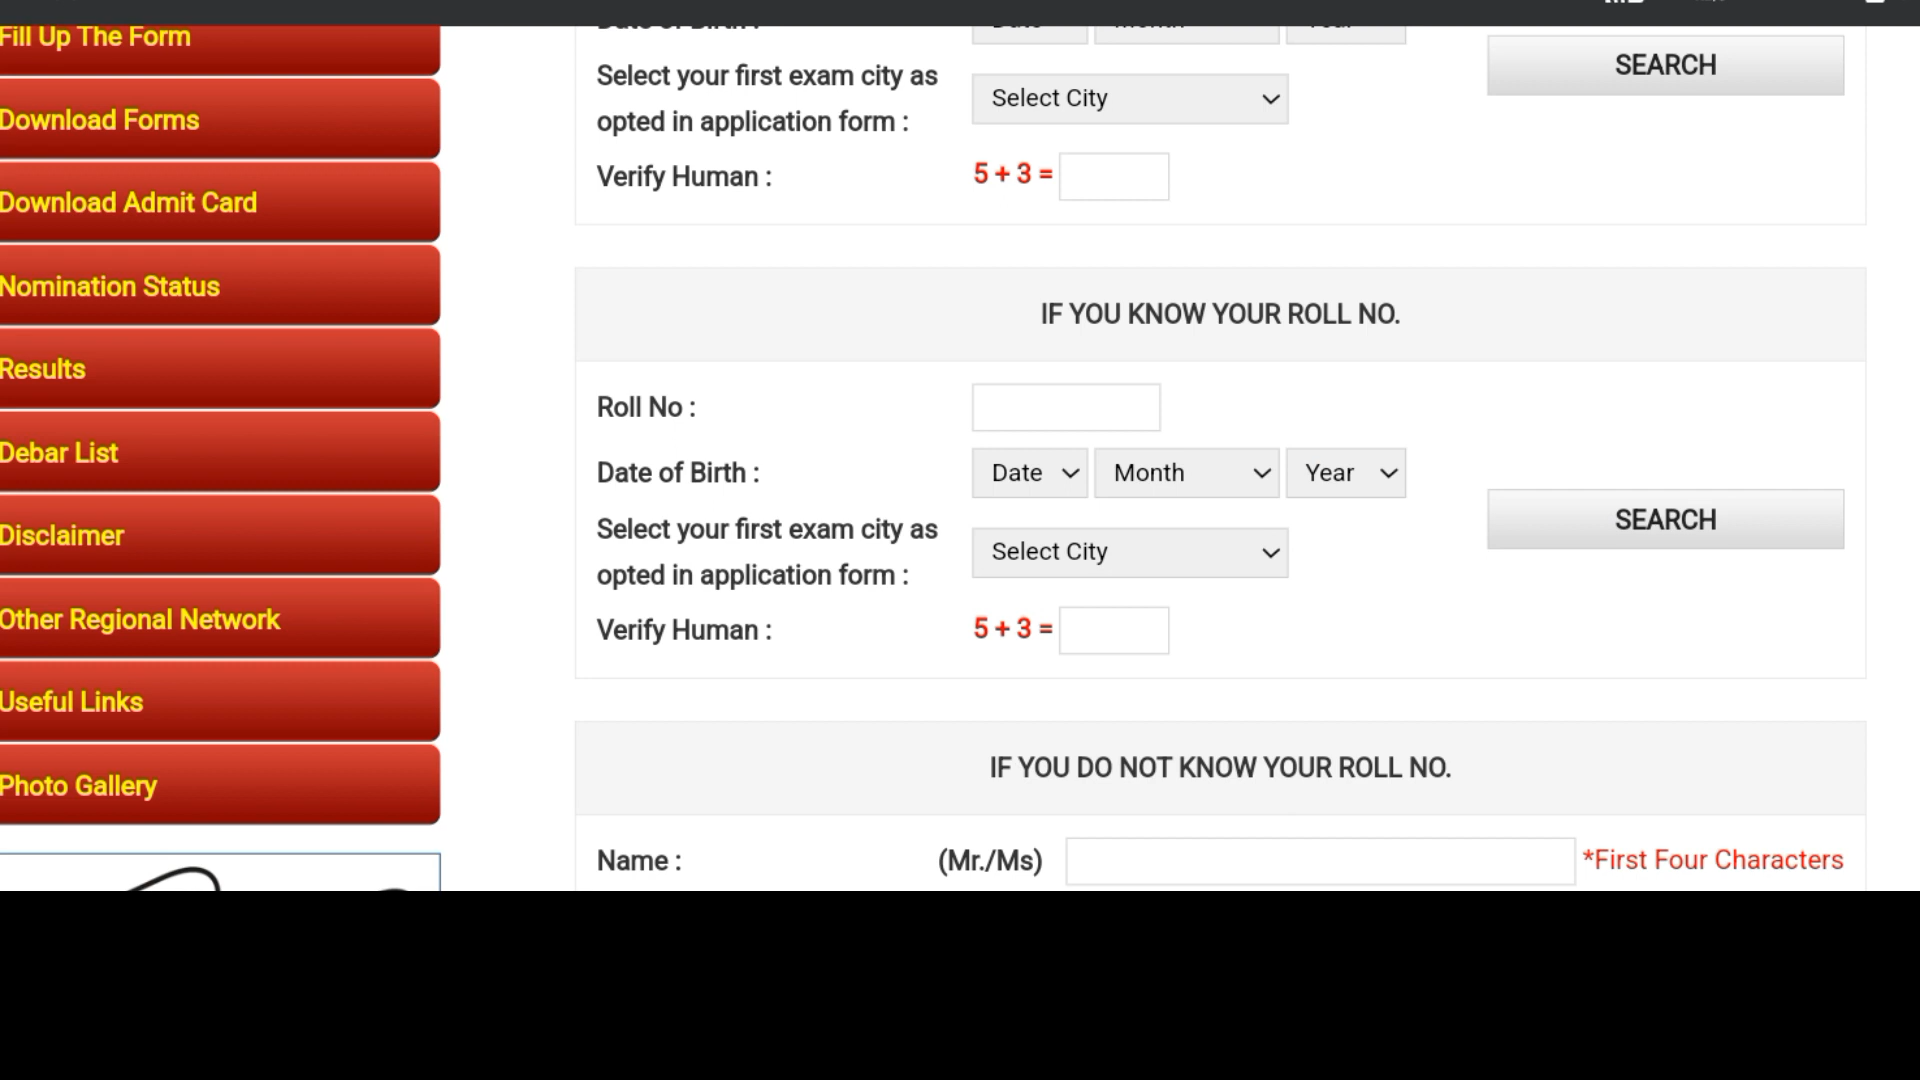 Fill Up The Form
Download Forms
Download Admit Card
Nomination Status
Results
Debar List
Disclaimer
Other Regional Network
Useful Links
Photo Gallery
Select your first exam city as
opted in application form :
Select City
SEARCH
Verify Human :
5 + 3 =
IF YOU KNOW YOUR ROLL NO.
Roll No :
Date of Birth :
Date
Month
Year
Select your first exam city as
opted in application form :
Select City
SEARCH
Verify Human :
5 + 3 =
IF YOU DO NOT KNOW YOUR ROLL NO.
Name :
(Mr./Ms)
*First Four Characters